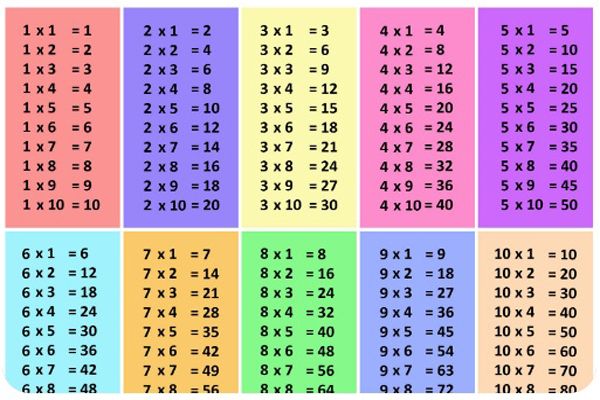 1 x 1 = 1
1 x 2 = 2
1 x 3 = 3
1 x 4 = 4
1 x 5 = 5
1 x 6 = 6
1 x 7 = 7
1 x 8 = 8
1 x 9 = 9
1 x 10 = 10
2 x 1 = 2
2 x 2 = 4
2 x 3 = 6
2 x 4 = 8
2 x 5 = 10
2 x 6 = 12
2 x 7 = 14
2 x 8 = 16
2 x 9 = 18
2 x 10 = 20
3 x 1 = 3
3 x 2 = 6
3 x 3 = 9
3 x 4 = 12
3 x 5 = 15
3 x 6 = 18
3 x 7 = 21
3 x 8 = 24
3 x 9 = 27
3 x 10 = 30
4 x 1 = 4
4 x 2 = 8
4 x 3 = 12
4 x 4 = 16
4 x 5 = 20
4 x 6 = 24
4 x 7 = 28
4 x 8 = 32
4 x 9 = 36
4 x 10 = 40
5 x 1 = 5
5 x 2 = 10
5 x 3 = 15
5 x 4 = 20
5 x 5 = 25
5 x 6 = 30
5 x 7 = 35
5 x 8 = 40
5 x 9 = 45
5 x 10 = 50
6 x 1 = 6
6 x 2 = 12
6 x 3 = 18
6 x 4 = 24
6 x 5 = 30
6 x 6 = 36
6 x 7 = 42
6 x 8 = 48
7 x 1 = 7
7 x 2 = 14
7 x 3 = 21
7 x 4 = 28
7 x 5 = 35
7 x 6 = 42
7 x 7 = 49
7 x 8 = 56
8 x 1 = 8
8 x 2 = 16
8 x 3 = 24
8 x 4 = 32
8 x 5 = 40
8 x 6 = 48
8 x 7 = 56
8 x 8 = 64
9 x 1 = 9
9 x 2 = 18
9 x 3 = 27
9 x 4 = 36
9 x 5 = 45
9 x 6 = 54
9 x 7 = 63
9 x 8 = 72
10 x 1 = 10
10 x 2 = 20
10 x 3 = 30
10 x 4 = 40
10 x 5 = 50
10 x 6 = 60
10 x 7 = 70
10 x 8 = 80